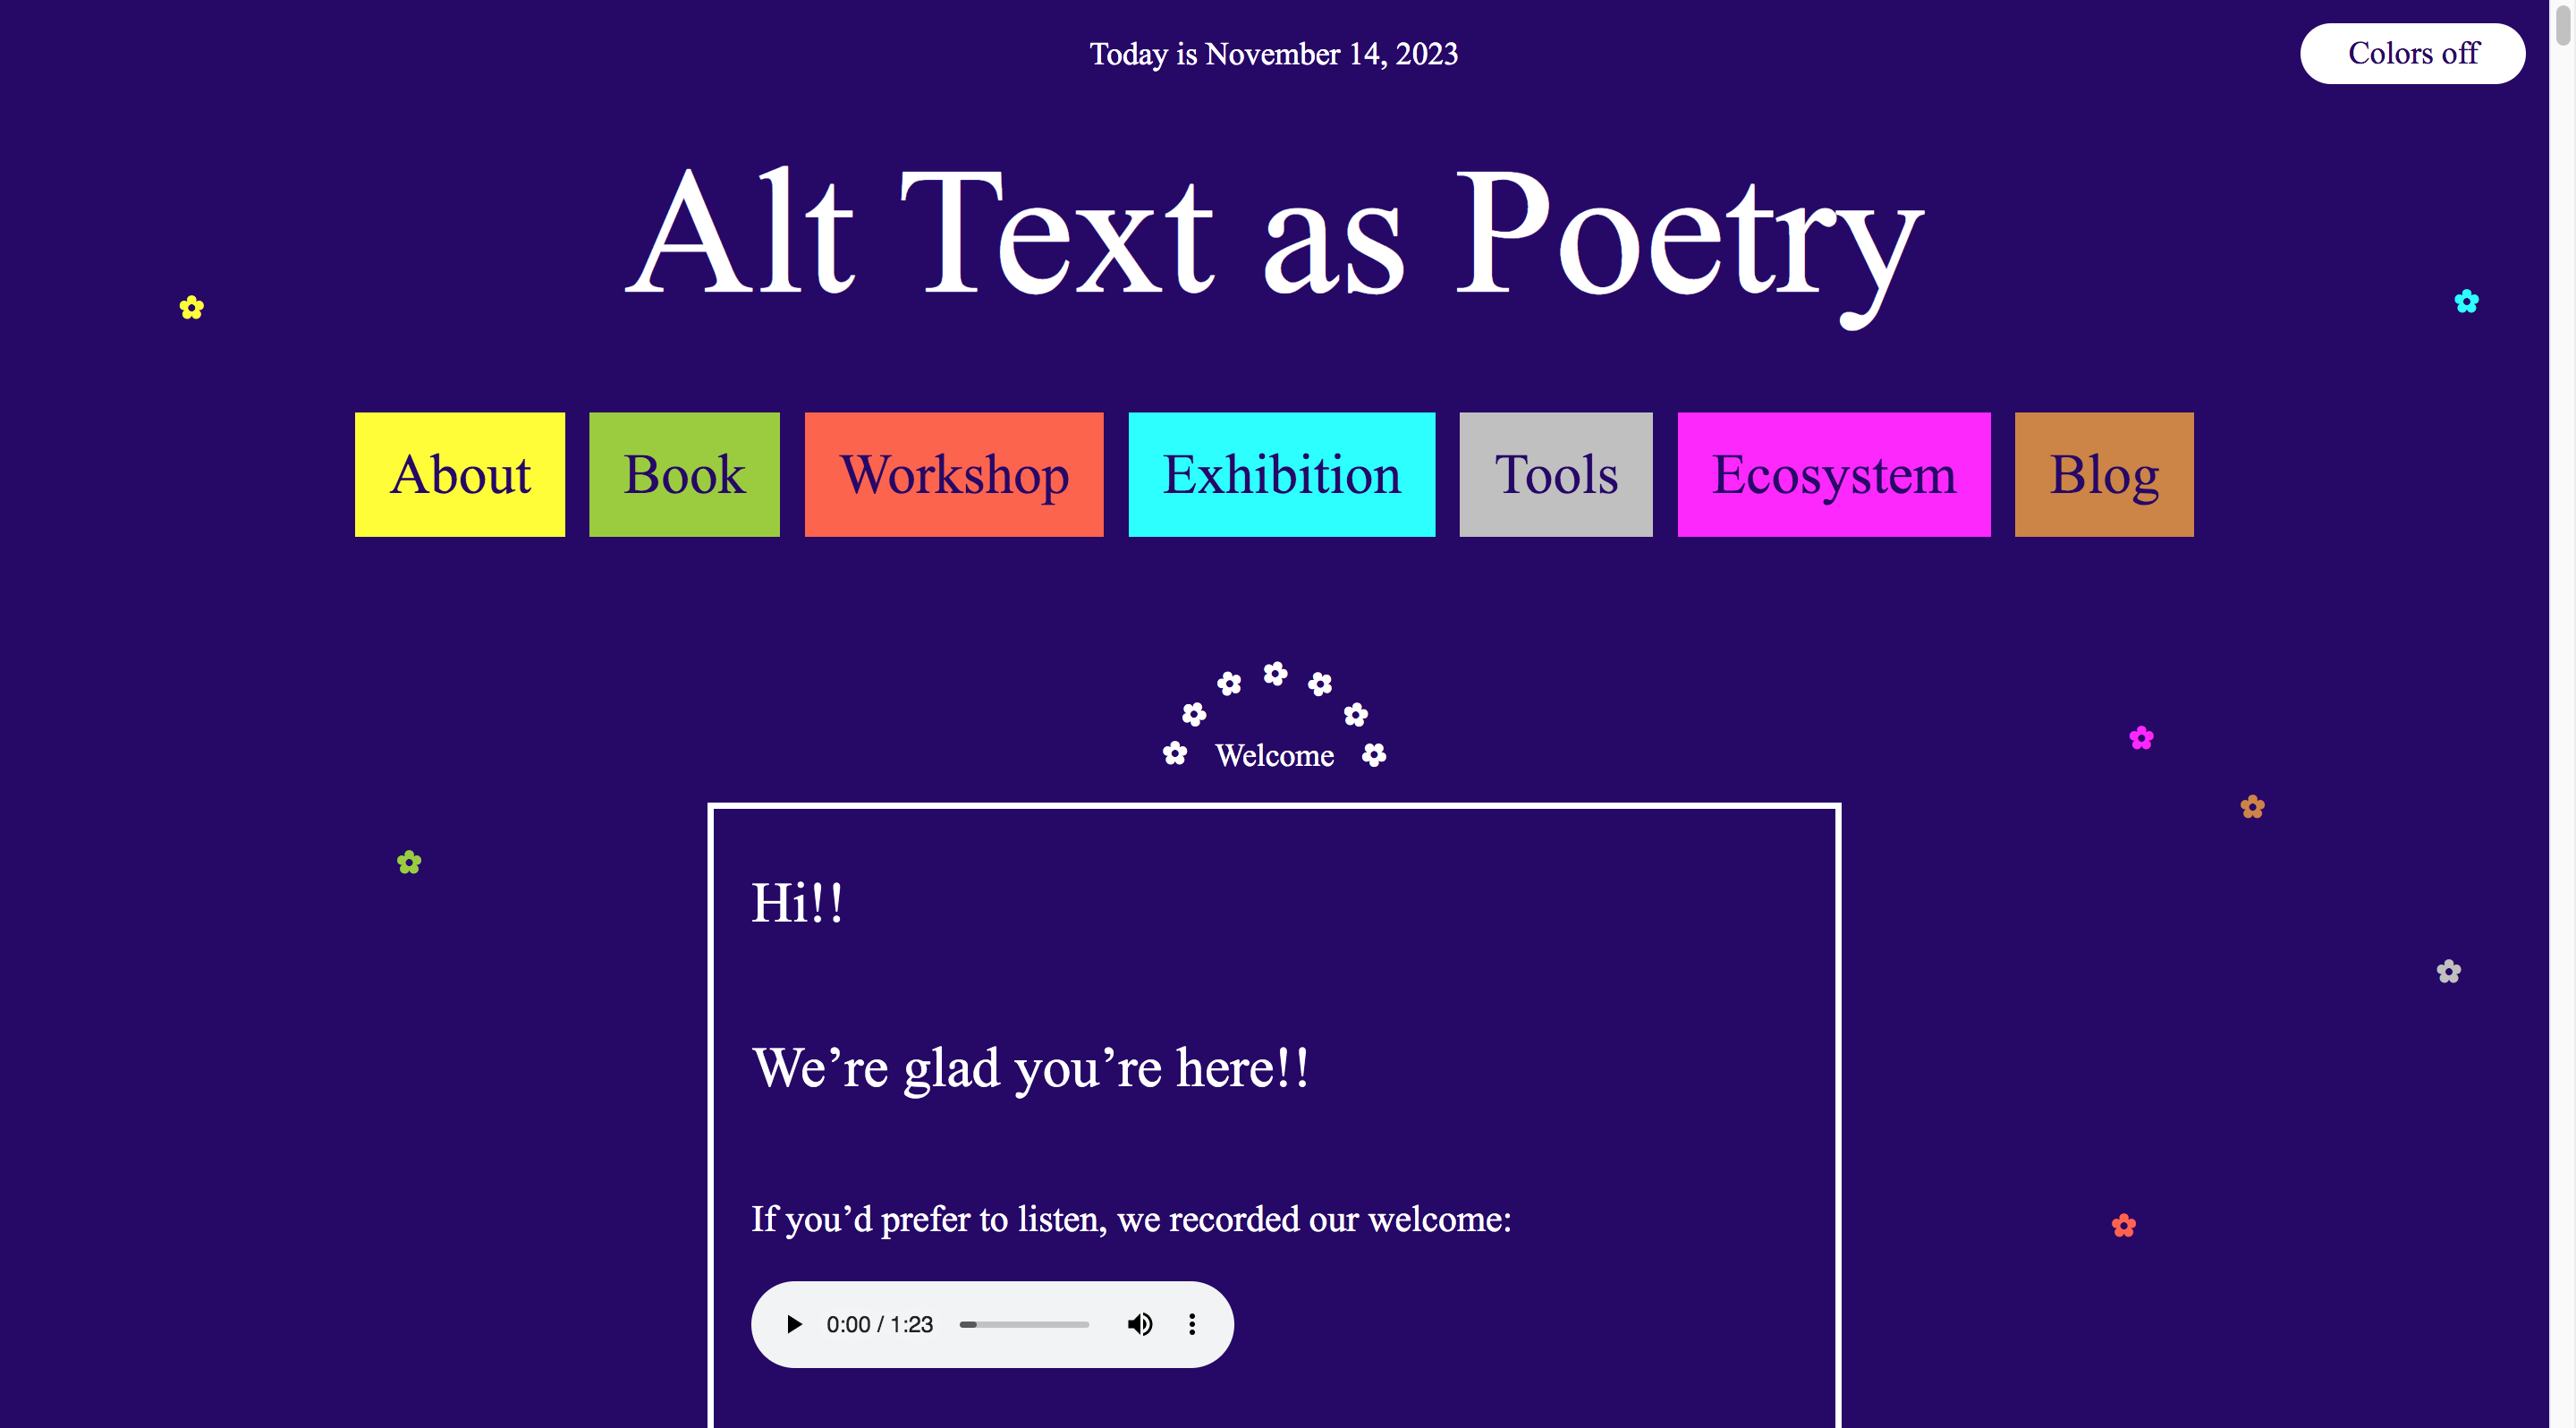 Today is November 14, 2023
Colors off
Alt Text as Poetry
About Book Workshop Exhibition Tools Ecosystem Blog
Welcome
Hi!!
We’re glad you’re here!!
If you’d prefer to listen, we recorded our welcome:
0:00 / 1:23